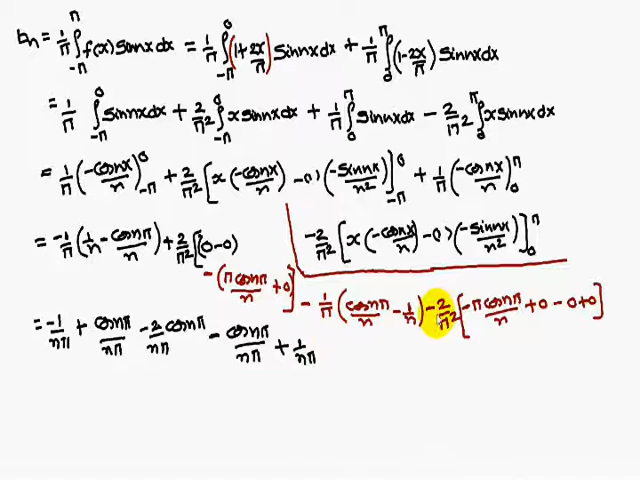 bn = 1/π ∫_{-π}^{π} f(x) Sinnx dx = 1/π ∫_{-π}^{0} (1+2x/π) Sinnx dx + 1/π ∫_{0}^{π} (1-2x/π) Sinnx dx
= 1/π ∫_{-π}^{0} Sinnx dx + 2/π² ∫_{-π}^{0} x sinnx dx + 1/π ∫_{0}^{π} Sinnx dx - 2/π² ∫_{0}^{π} x sinnx dx
= 1/π (-cosnx/n)_{-π}^{0} + 2/π² [x(-cosnx/n) - (1)(-Sinnx/n²)]_{-π}^{0} + 1/π (-cosnx/n)_{0}^{π}
-2/π² [x(-cosnx/n) - (1)(-sinnx/n²)]_{0}^{π}
= -1/π (1/n - cosnπ/n) + 2/π² [(0-0)
- (π cosnπ/n + 0)] - 1/π (cosnπ/n - 1/n) - 2/π² [-π cosnπ/n + 0 - 0 + 0]
= -1/nπ + cosnπ/nπ - 2cosnπ/nπ - cosnπ/nπ + 1/nπ